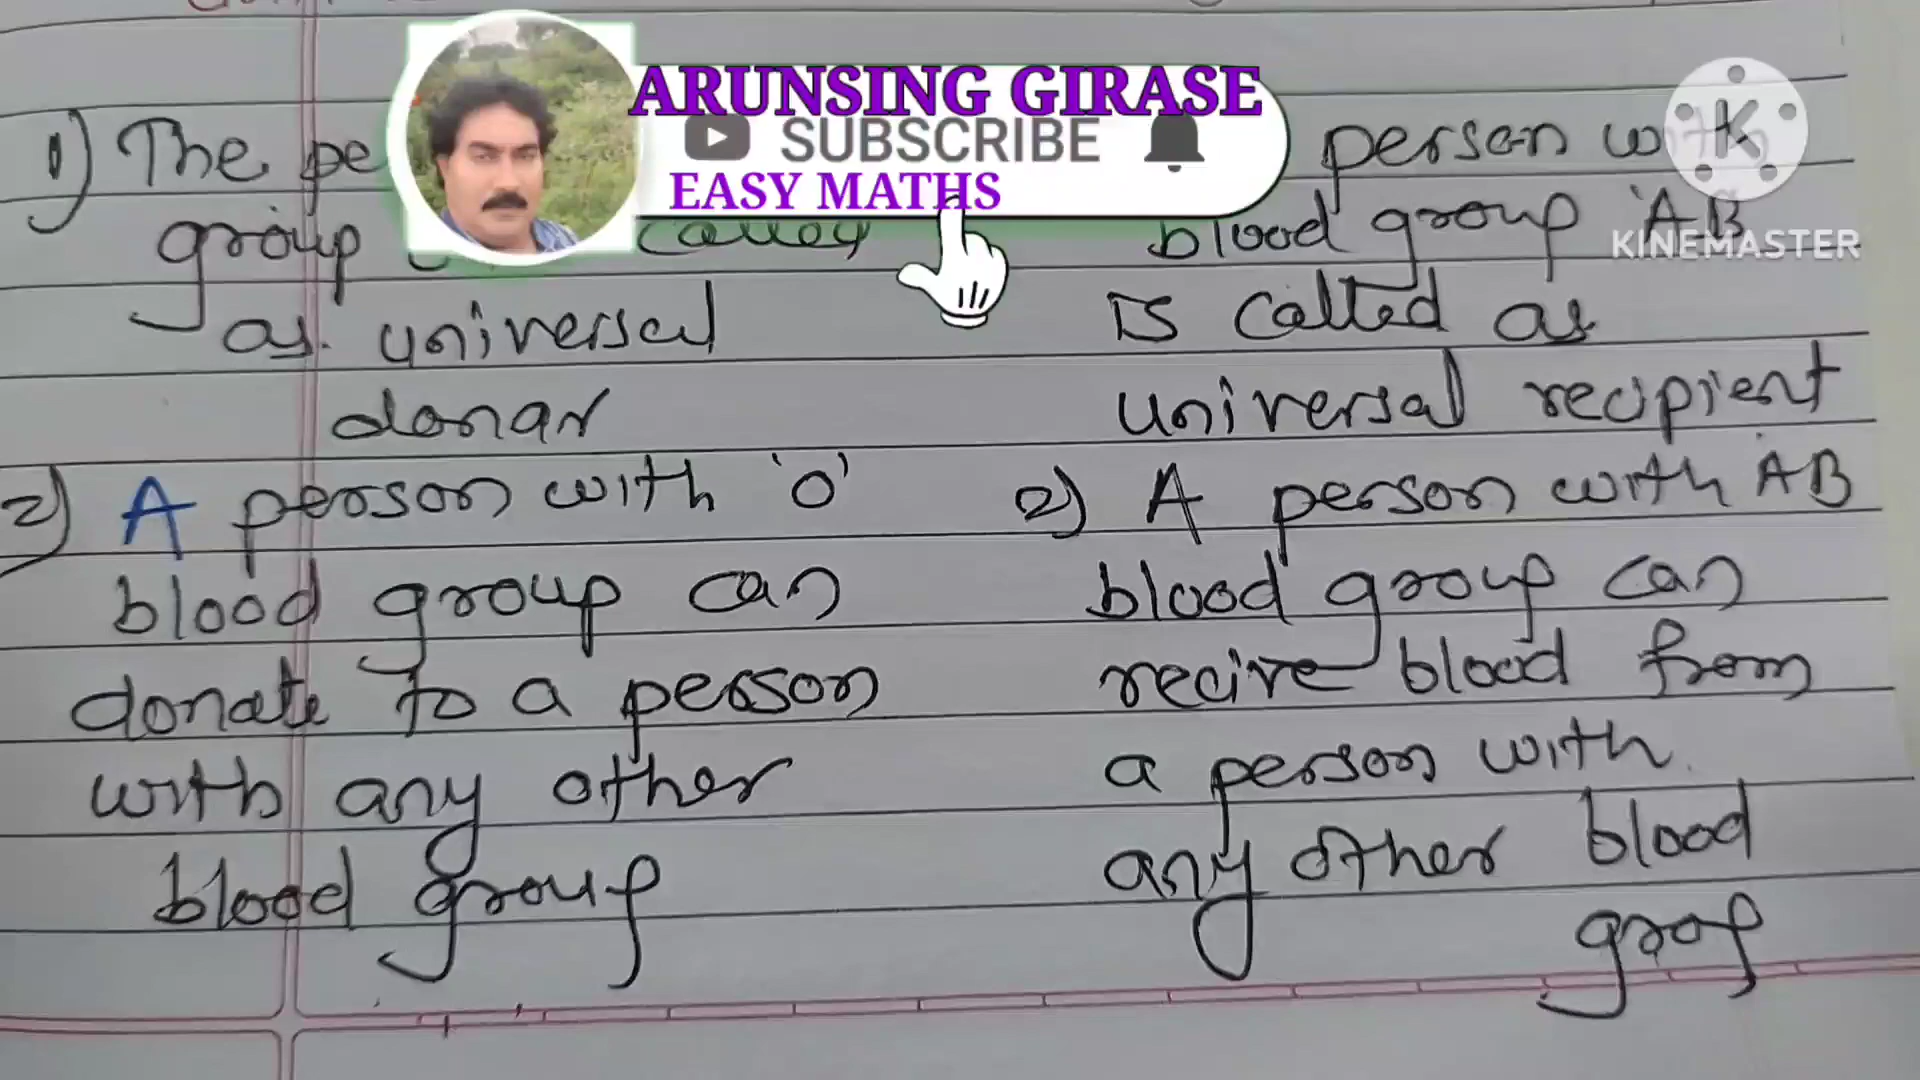 ARUNSING GIRASE
SUBSCRIBE
EASY MATHS
K
KINEMASTER
1) The pe
group called
as universal
donar
2) A person with 'o'
blood group can
donate to a person
with any other
blood group
person with
blood group 'AB
is called as
universal recipient
2) A person with AB
blood group can
recive blood from
a person with
any other blood
grop